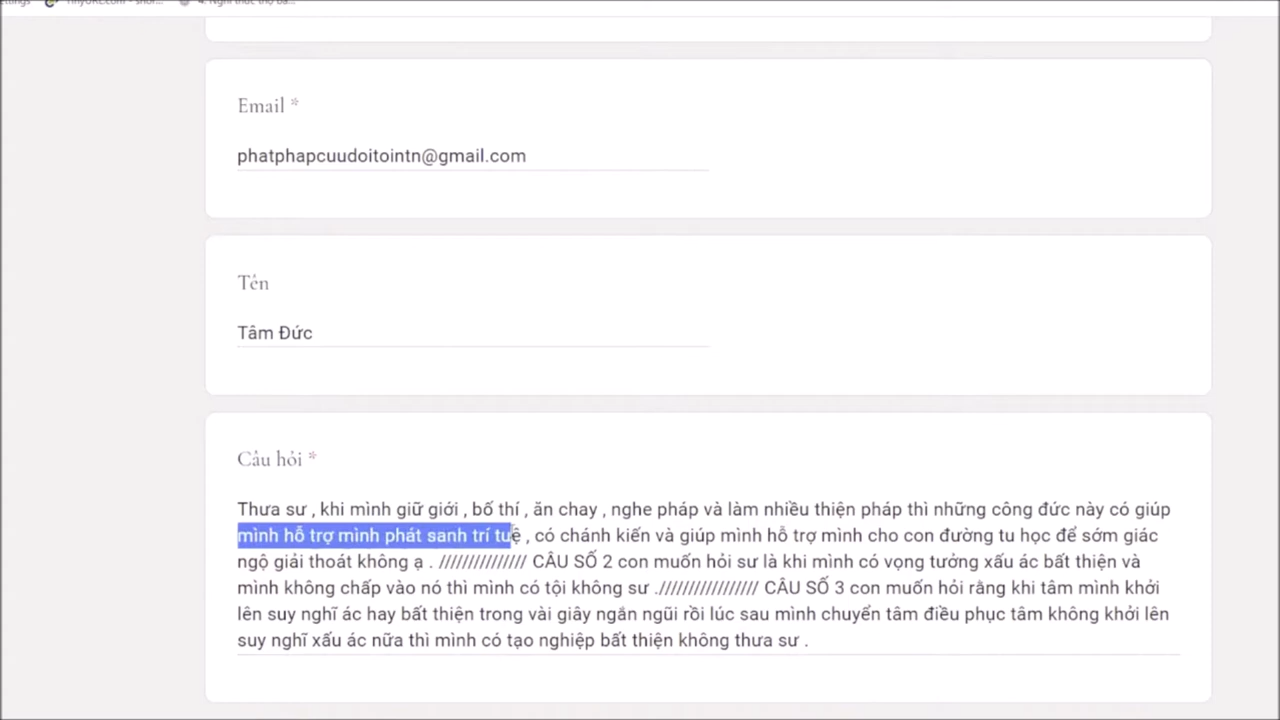 Email *
phatphapcuudoitointn@gmail.com
Tên
Tâm Đức
Câu hỏi *
Thưa sư , khi mình giữ giới , bố thí , ăn chay , nghe pháp và làm nhiều thiện pháp thì những công đức này có giúp
mình hỗ trợ mình phát sanh trí tuệ , có chánh kiến và giúp mình hỗ trợ mình cho con đường tu học để sớm giác
ngộ giải thoát không ạ . /////////////// CÂU SỐ 2 con muốn hỏi sư là khi mình có vọng tưởng xấu ác bất thiện và
mình không chấp vào nó thì mình có tội không sư ./////////////////  CÂU SỐ 3 con muốn hỏi rằng khi tâm mình khởi
lên suy nghĩ ác hay bất thiện trong vài giây ngắn ngũi rồi lúc sau mình chuyển tâm điều phục tâm không khởi lên
suy nghĩ xấu ác nữa thì mình có tạo nghiệp bất thiện không thưa sư .